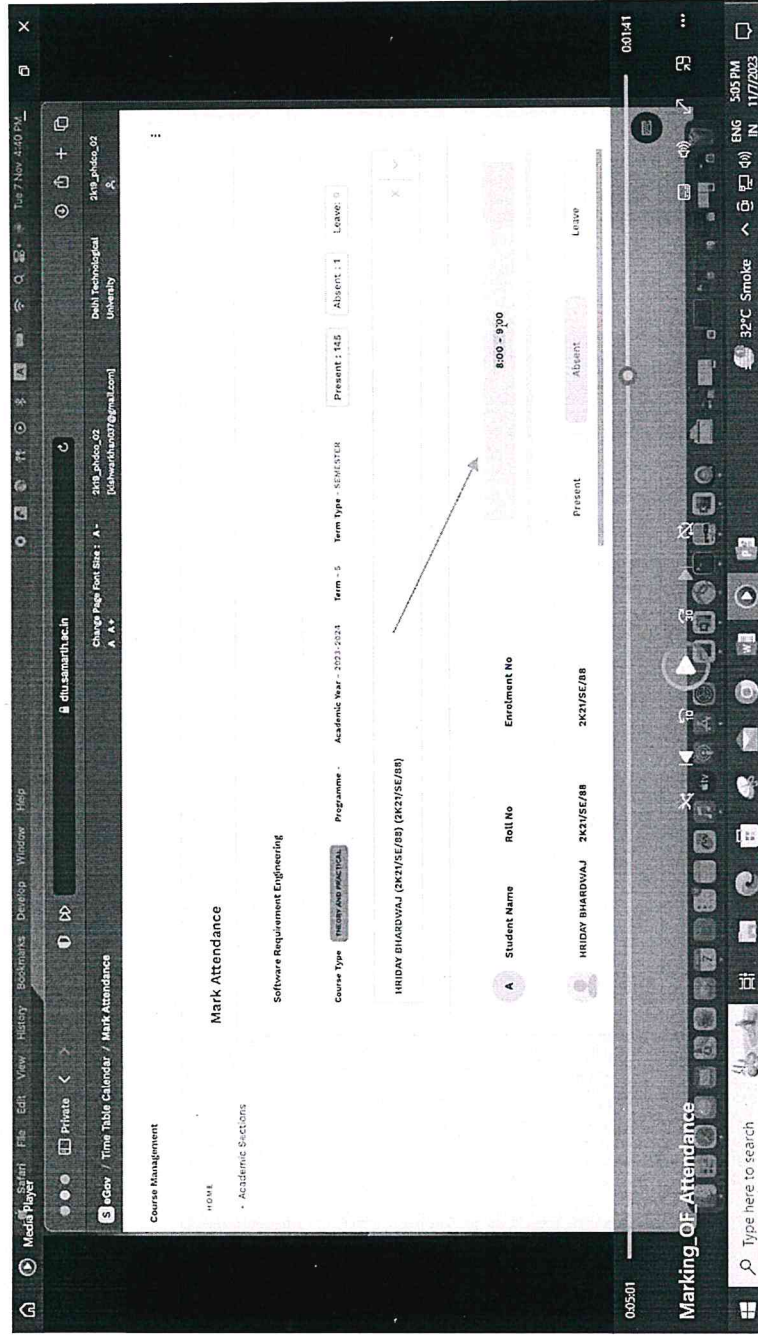 Media Player
Safari File Edit View History Bookmarks Develop Window Help
Tue 7 Nov 4:40 PM
Private
dtu.samarth.ac.in
S eGov / Time Table Calendar / Mark Attendance
Change Page Font Size : A -
A A+
2k19_phdco_02
[kishwarkhan037@gmail.com]
Delhi Technological
University
2k19_phdco_02
Course Management
HOME
Academic Sections
Mark Attendance
Software Requirement Engineering
Course Type THEORY AND PRACTICAL Programme - Academic Year - 2023-2024 Term - 5 Term Type - SEMESTER Present : 145 Absent : 1 Leave: 0
HRIDAY BHARDWAJ (2K21/SE/88) (2K21/SE/88)
A Student Name Roll No Enrolment No 8:00 - 9:00
HRIDAY BHARDWAJ 2K21/SE/88 2K21/SE/88 Present Absent Leave
0:05:01 0:01:41
Marking_OF_Attendance
10 30
Type here to search
32°C Smoke ENG 5:05 PM
IN 11/7/2023